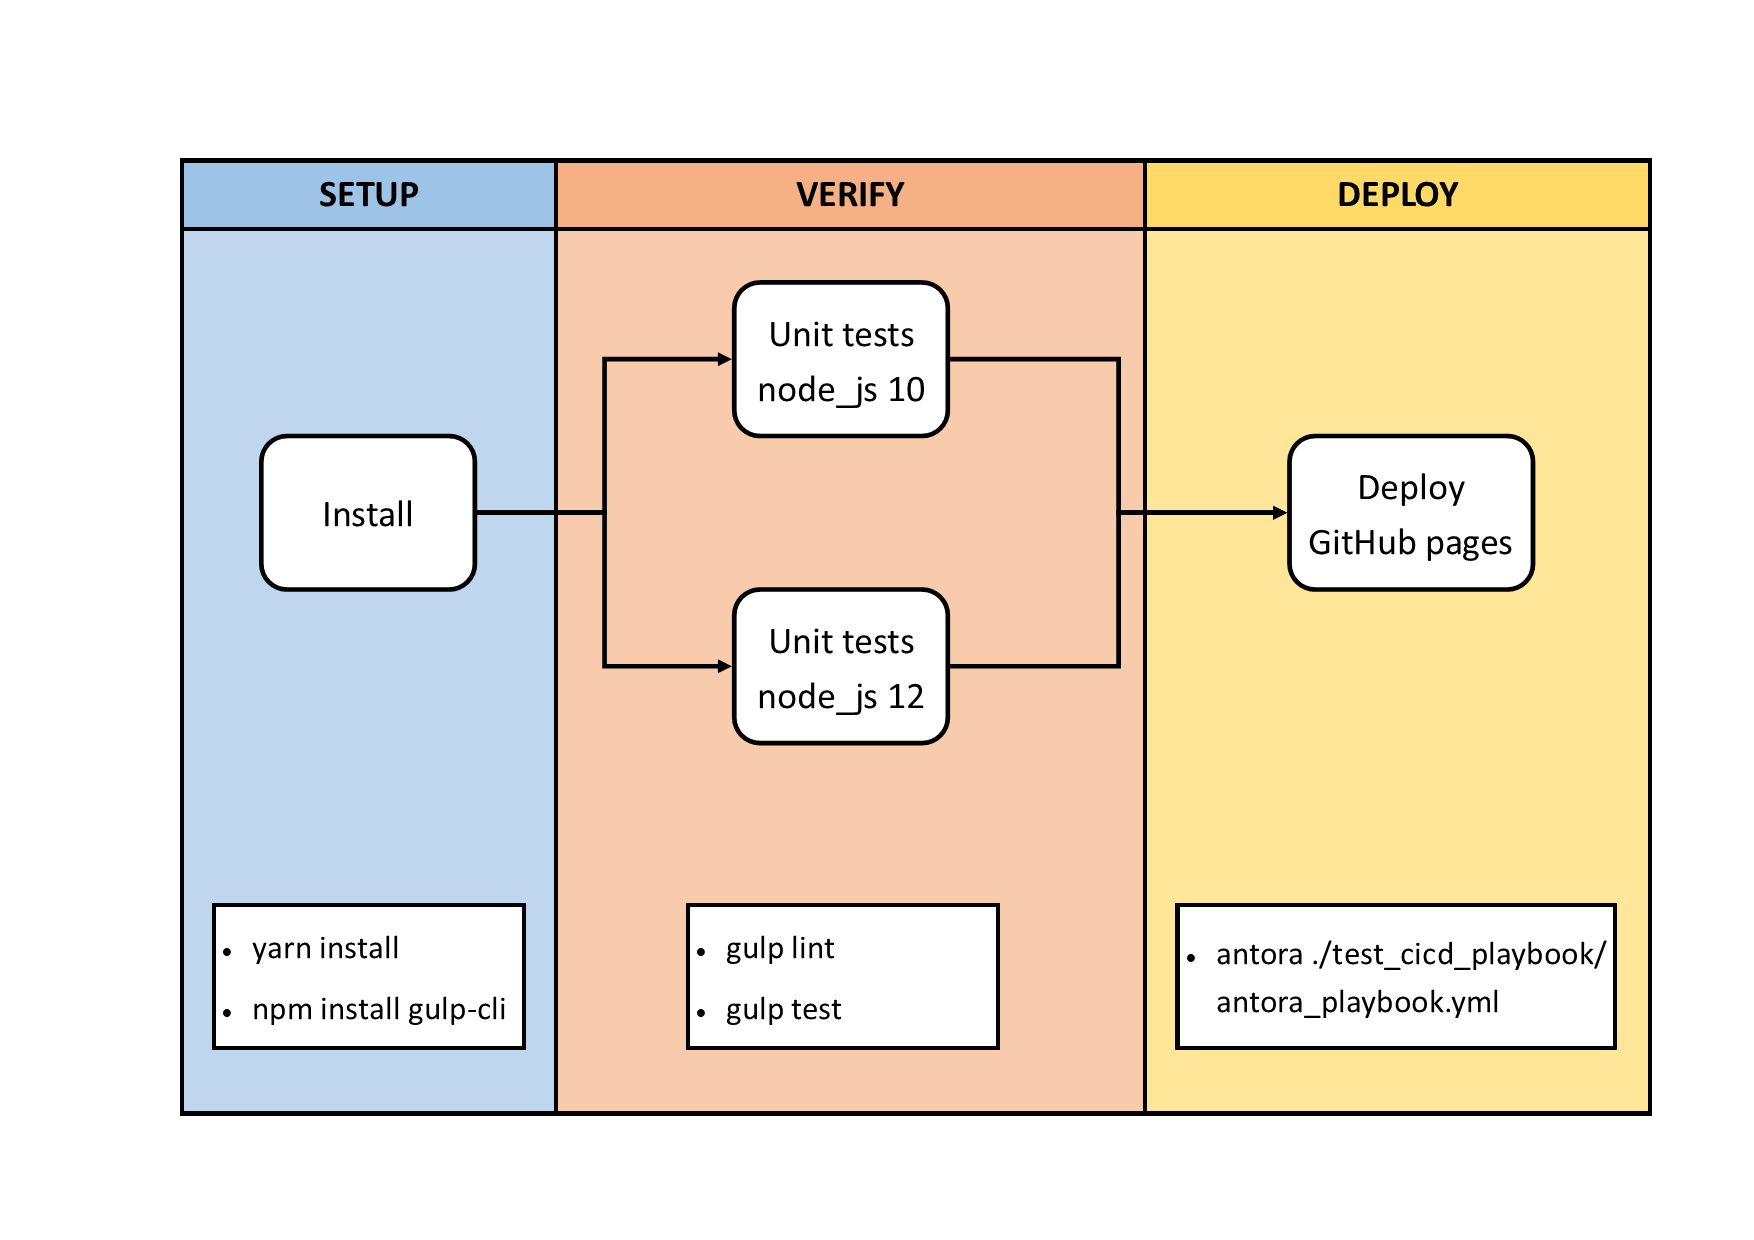 SETUP
VERIFY
DEPLOY
Install
Unit tests
node_js 10
Unit tests
node_js 12
Deploy
GitHub pages
• yarn install
• npm install gulp-cli
• gulp lint
• gulp test
• antora ./test_cicd_playbook/
antora_playbook.yml